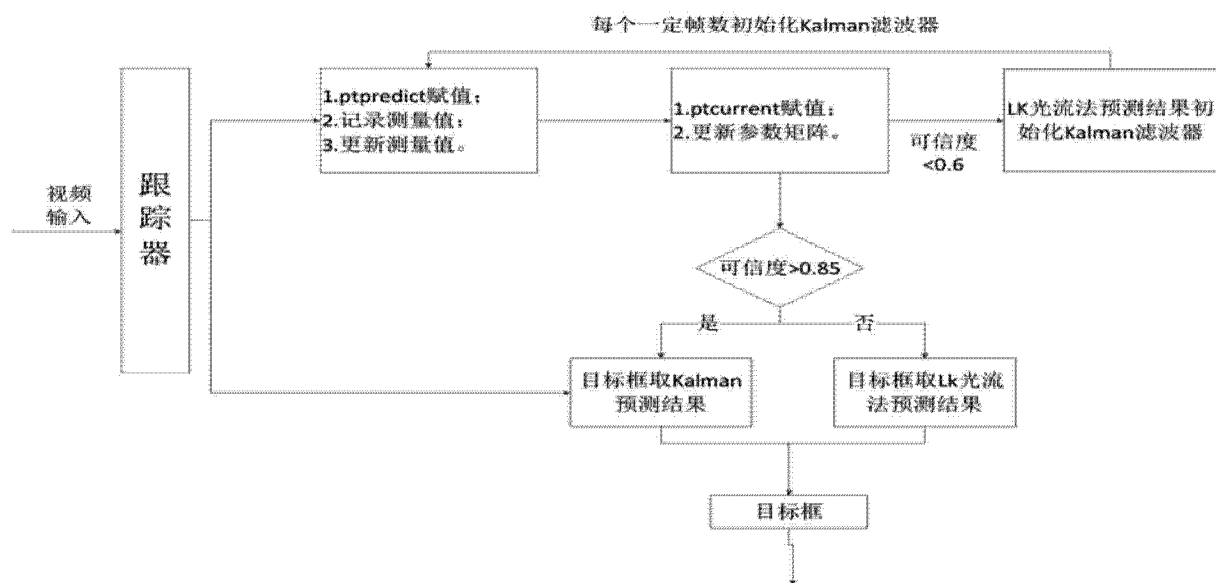 每个一定帧数初始化Kalman滤波器
1.ptpredict赋值；
2.记录测量值；
3.更新测量值。
1.ptcurrent赋值；
2.更新参数矩阵。
LK光流法预测结果初
始化Kalman滤波器
可信度
<0.6
视频
输入
跟
踪
器
可信度>0.85
是
否
目标框取Kalman
预测结果
目标框取Lk光流
法预测结果
目标框